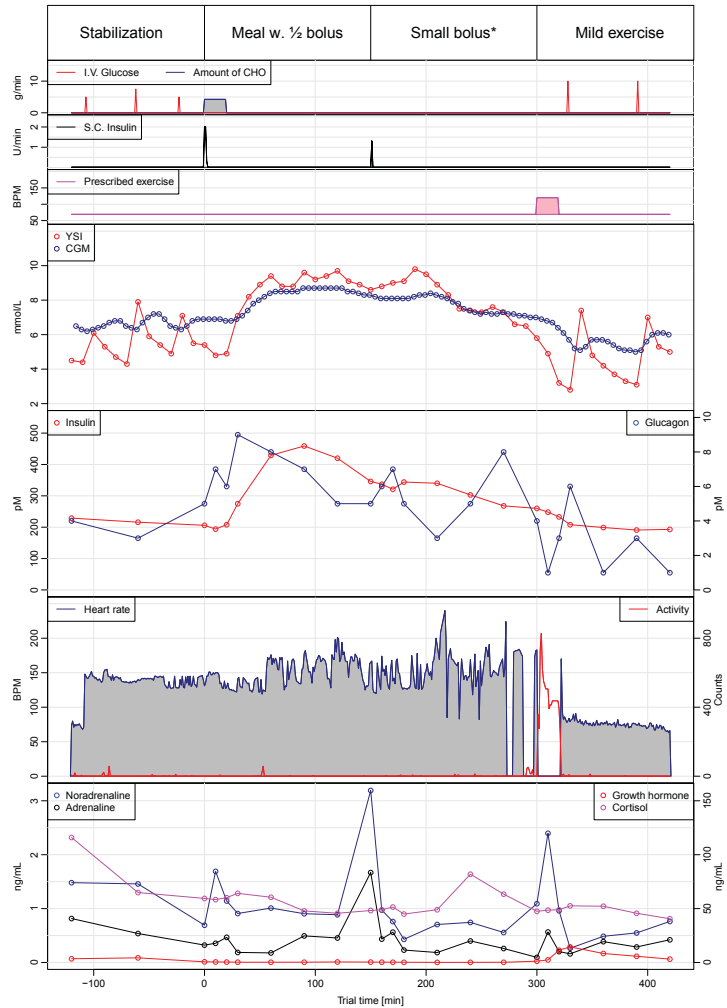 Stabilization Meal w. ½ bolus Small bolus* Mild exercise
I.V. Glucose Amount of CHO
g/min
10
0
S.C. Insulin
U/min
2
1
Prescribed exercise
BPM
150
50
YSI
CGM
mmol/L
10
8
6
4
2
Insulin
Glucagon
pM
500
400
300
200
100
0
10
8
6
4
2
0
pM
Heart rate
Activity
BPM
200
150
100
50
0
800
400
0
Counts
Noradrenaline
Adrenaline
Growth hormone
Cortisol
ng/mL
3
2
1
0
150
100
50
0
ng/mL
−100 0 100 200 300 400
Trial time [min]